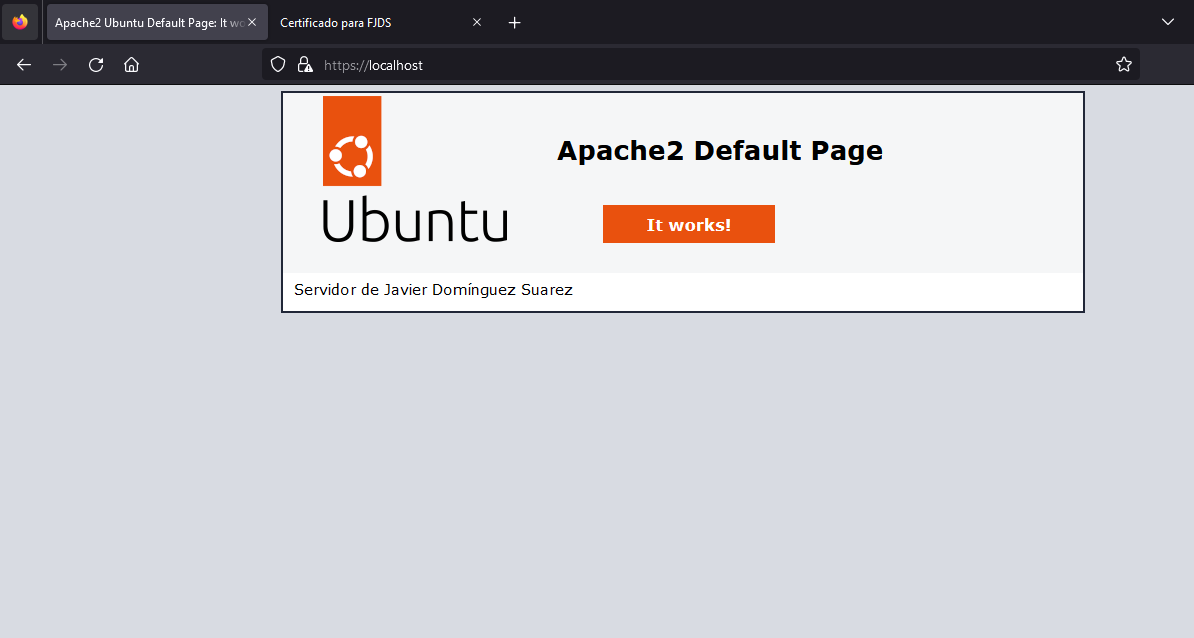 Apache2 Ubuntu Default Page: It wo
Certificado para FJDS
https://localhost
Apache2 Default Page
Ubuntu
It works!
Servidor de Javier Domínguez Suarez